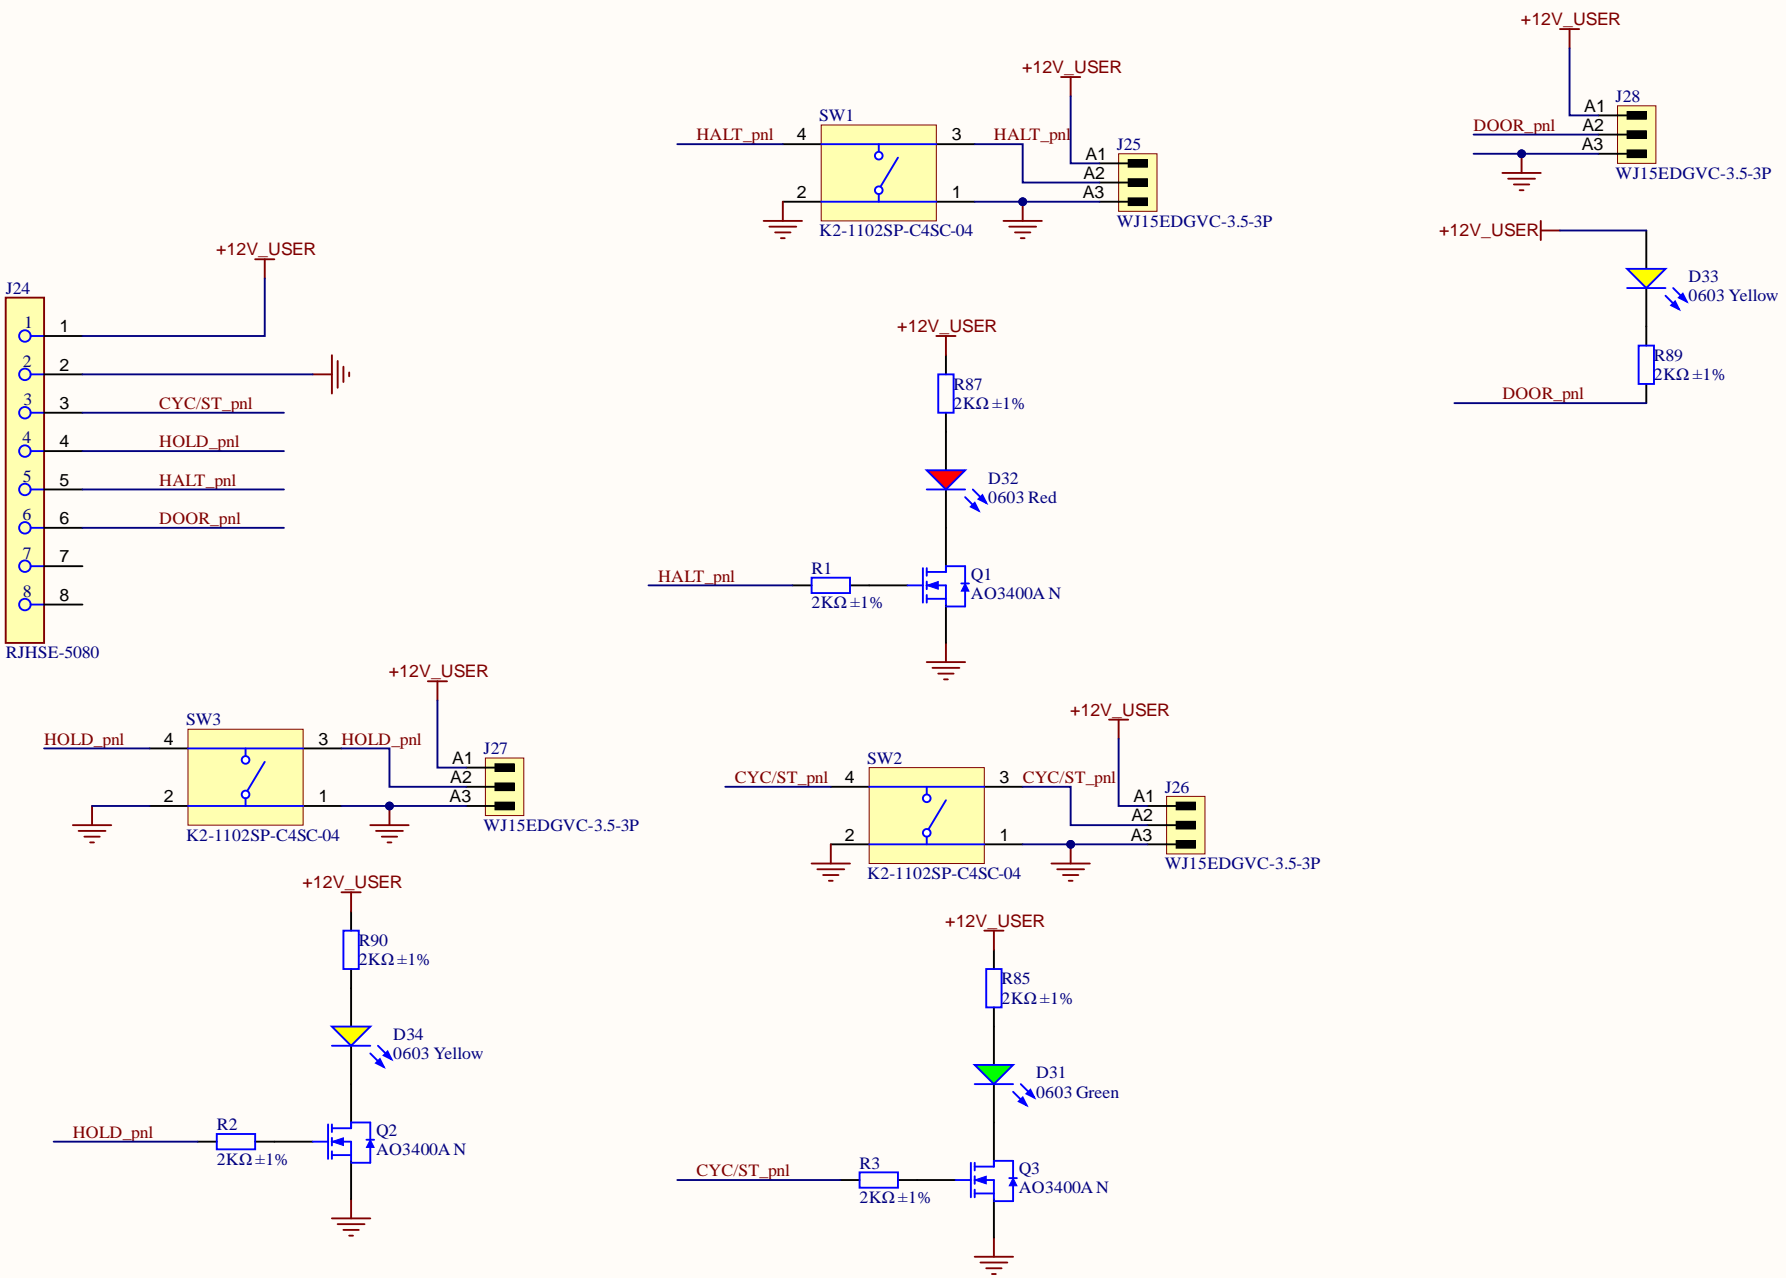 +12V_USER
J24
1 1
2 2
3 3 CYC/ST_pnl
4 4 HOLD_pnl
5 5 HALT_pnl
6 6 DOOR_pnl
7 7
8 8
RJHSE-5080
+12V_USER
SW1
HALT_pnl 4 3 HALT_pnl
J25
A1
A2
2 1 A3
K2-1102SP-C4SC-04
WJ15EDGVC-3.5-3P
+12V_USER
J28
A1
DOOR_pnl A2
A3
WJ15EDGVC-3.5-3P
+12V_USER
D33
0603 Yellow
R89
2KΩ ±1%
DOOR_pnl
+12V_USER
R87
2KΩ ±1%
D32
0603 Red
HALT_pnl
R1
2KΩ ±1%
Q1
AO3400A N
+12V_USER
SW3
HOLD_pnl 4 3 HOLD_pnl
J27
A1
A2
2 1 A3
K2-1102SP-C4SC-04
WJ15EDGVC-3.5-3P
+12V_USER
SW2
CYC/ST_pnl 4 3 CYC/ST_pnl
J26
A1
A2
2 1 A3
K2-1102SP-C4SC-04
WJ15EDGVC-3.5-3P
+12V_USER
R90
2KΩ ±1%
D34
0603 Yellow
HOLD_pnl
R2
2KΩ ±1%
Q2
AO3400A N
+12V_USER
R85
2KΩ ±1%
D31
0603 Green
CYC/ST_pnl
R3
2KΩ ±1%
Q3
AO3400A N